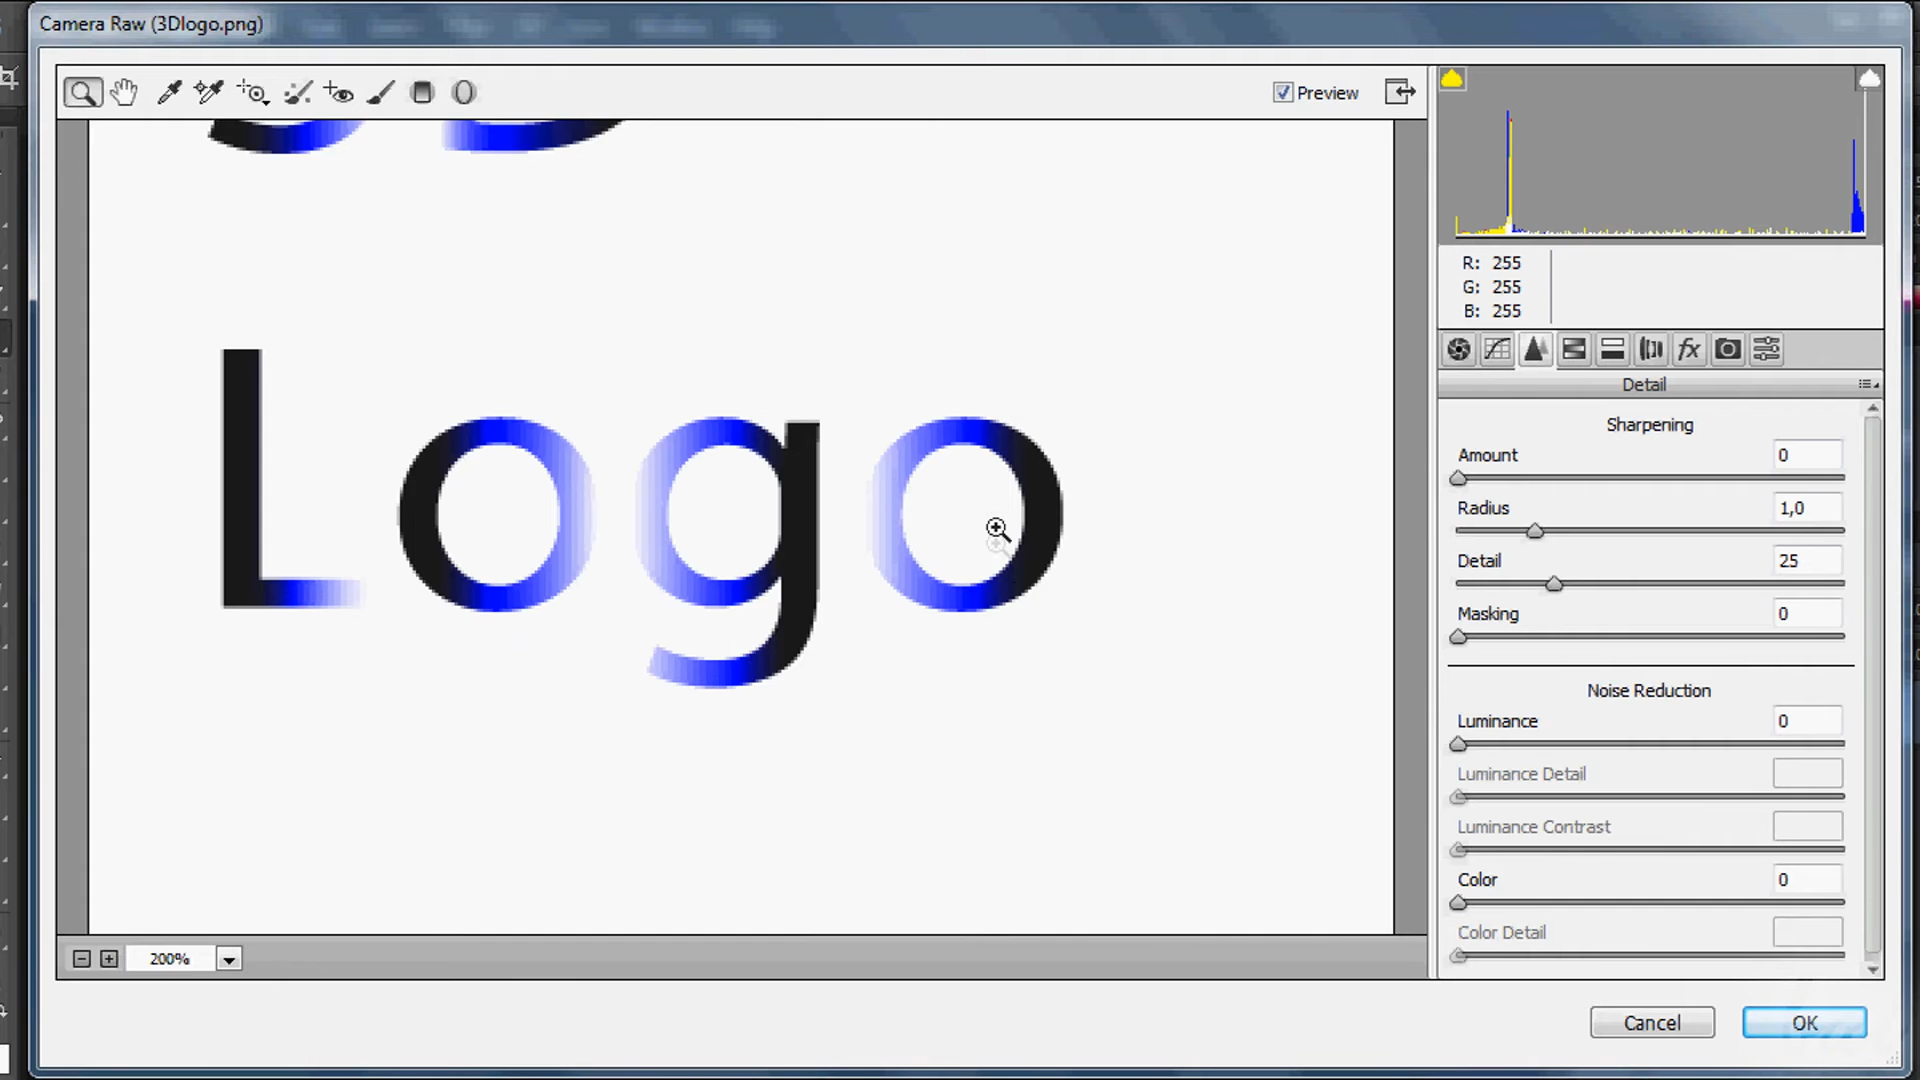 Camera Raw (3Dlogo.png)
Preview
R: 255
G: 255
B: 255
fx
Detail
Sharpening
Amount 0
Radius 1,0
Detail 25
Masking 0
Noise Reduction
Luminance 0
Luminance Detail
Luminance Contrast
Color 0
Color Detail
Logo
200%
Cancel OK